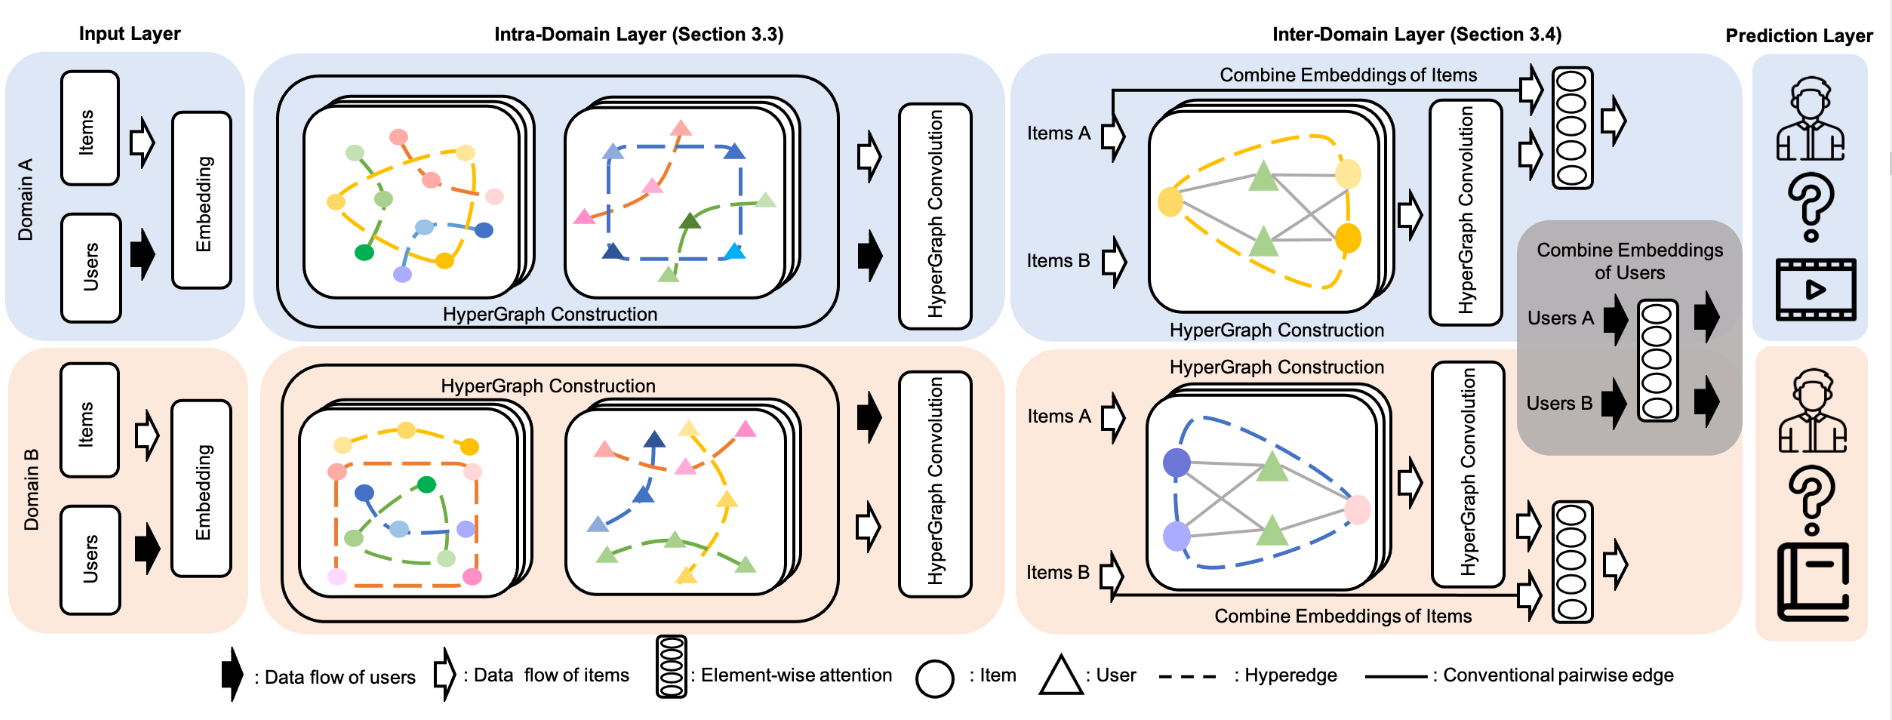 Input Layer
Intra-Domain Layer (Section 3.3)
Inter-Domain Layer (Section 3.4)
Prediction Layer
Domain A
Items
Users
Embedding
HyperGraph Construction
HyperGraph Convolution
Combine Embeddings of Items
Items A
Items B
HyperGraph Construction
HyperGraph Convolution
Combine Embeddings
of Users
Users A
Users B
Domain B
Items
Users
Embedding
HyperGraph Construction
HyperGraph Convolution
HyperGraph Construction
Items A
Items B
HyperGraph Convolution
Combine Embeddings of Items
: Data flow of users
: Data flow of items
: Element-wise attention
: Item
: User
: Hyperedge
: Conventional pairwise edge